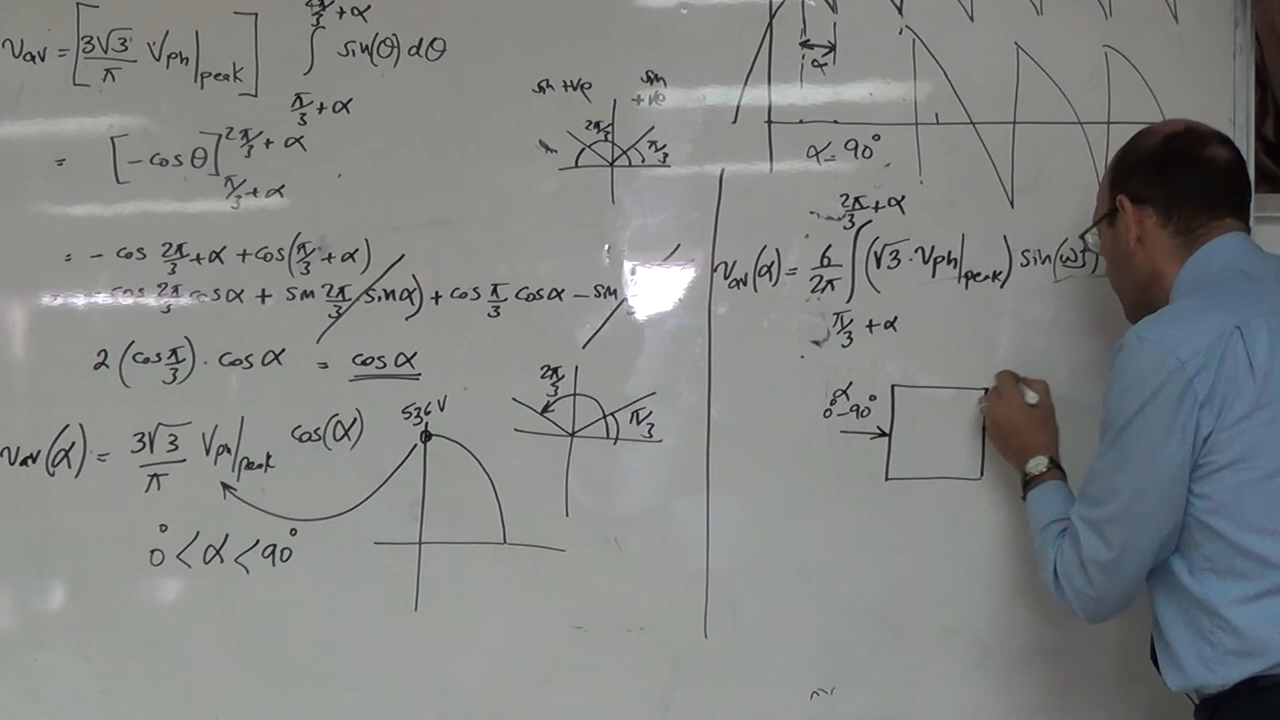 2π/3 + α
Vav = [3√3/π Vph|peak] ∫ sin(θ) dθ
π/3 + α
= [-cos θ] 2π/3 + α
π/3 + α
= - cos 2π/3 + α + cos(π/3 + α)
cos 2π/3 cos α + sin 2π/3 sin α) + cos π/3 cos α - sin
2 (cos π/3) · cos α = cos α
Vav(α) = 3√3/π Vph|peak cos(α)
0° < α < 90°
536 V
sin +ve
sin +ve
2π/3
π/3
2π/3
π/3
α
α = 90°
2π/3 + α
Vav(α) = 6/2π ∫ (√3 · Vph|peak) sin(ωt)
π/3 + α
α
0° - 90°